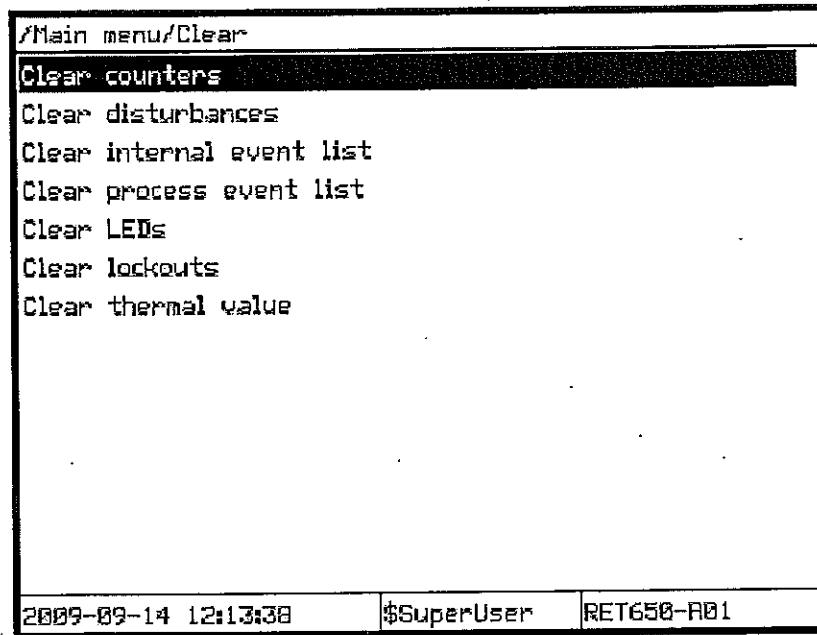 /Main menu/Clear
Clear counters
Clear disturbances
Clear internal event list
Clear process event list
Clear LEDs
Clear lockouts
Clear thermal value
2009-09-14 12:13:38 $SuperUser RET650-A01